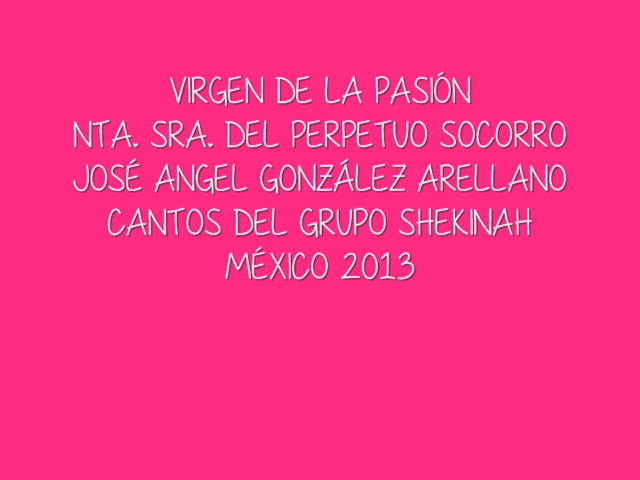 VIRGEN DE LA PASIÓN
NTA. SRA. DEL PERPETUO SOCORRO
JOSÉ ANGEL GONZÁLEZ ARELLANO
CANTOS DEL GRUPO SHEKINAH
MÉXICO 2013